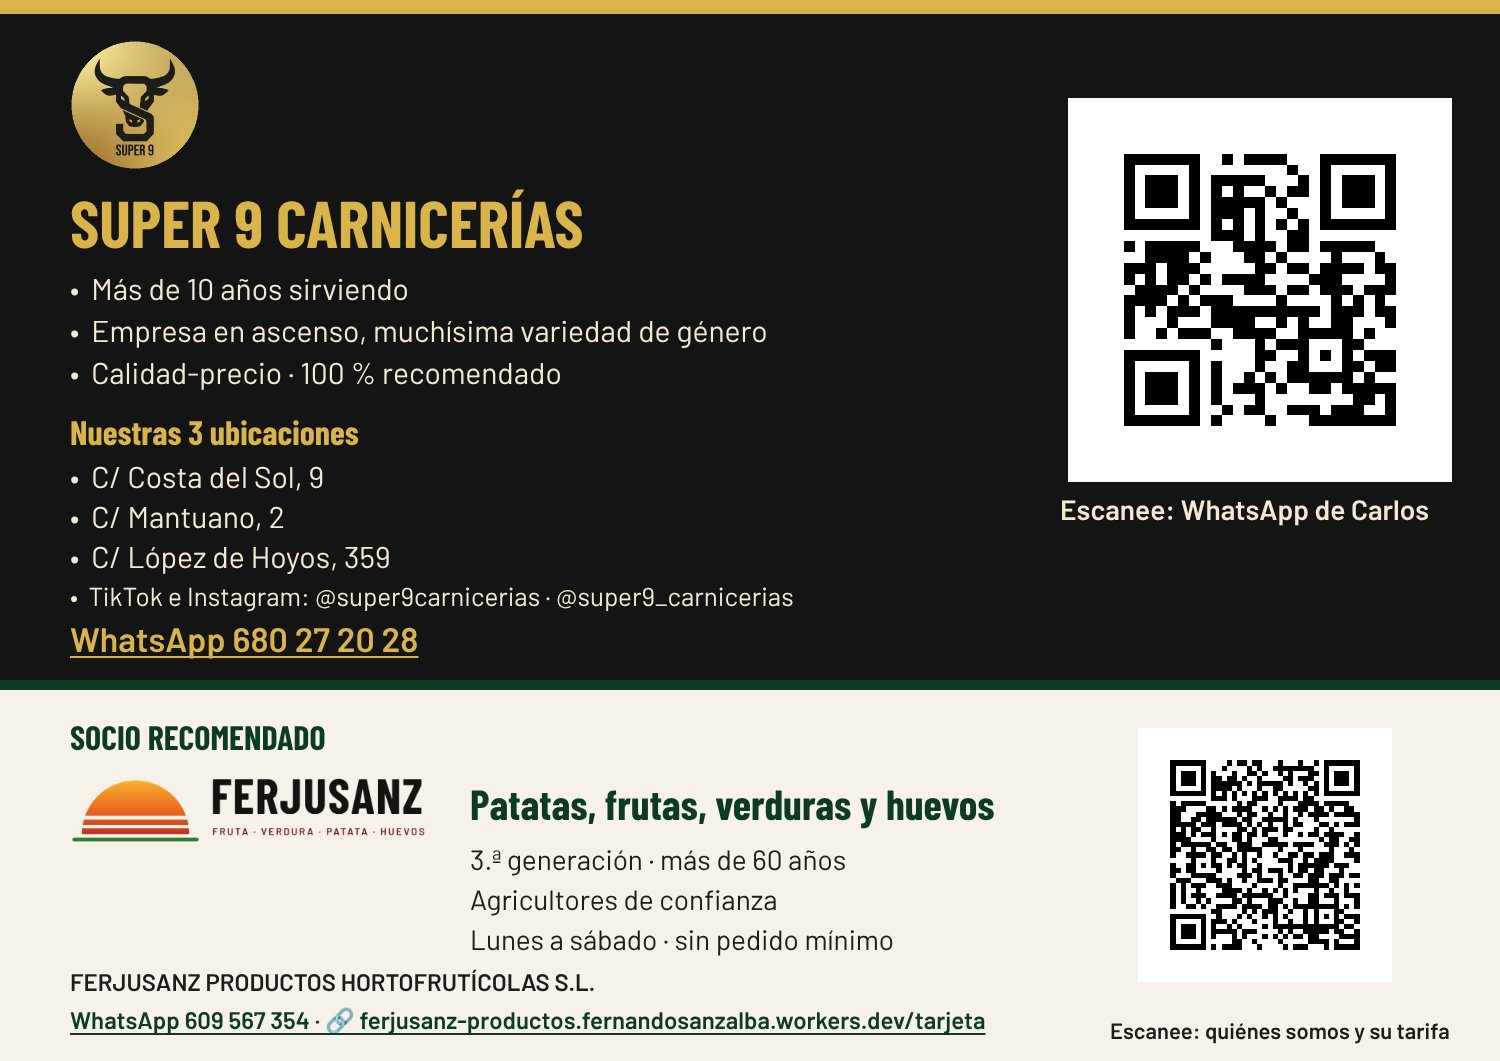 SUPER 9
SUPER 9 CARNICERÍAS
• Más de 10 años sirviendo
• Empresa en ascenso, muchísima variedad de género
• Calidad-precio · 100 % recomendado
Nuestras 3 ubicaciones
• C/ Costa del Sol, 9
• C/ Mantuano, 2
• C/ López de Hoyos, 359
• TikTok e Instagram: @super9carnicerias · @super9_carnicerias
WhatsApp 680 27 20 28
Escanee: WhatsApp de Carlos
SOCIO RECOMENDADO
FERJUSANZ
FRUTA · VERDURA · PATATA · HUEVOS
Patatas, frutas, verduras y huevos
3.ª generación · más de 60 años
Agricultores de confianza
Lunes a sábado · sin pedido mínimo
FERJUSANZ PRODUCTOS HORTOFRUTÍCOLAS S.L.
WhatsApp 609 567 354 · 🔗 ferjusanz-productos.fernandosanzalba.workers.dev/tarjeta
Escanee: quiénes somos y su tarifa